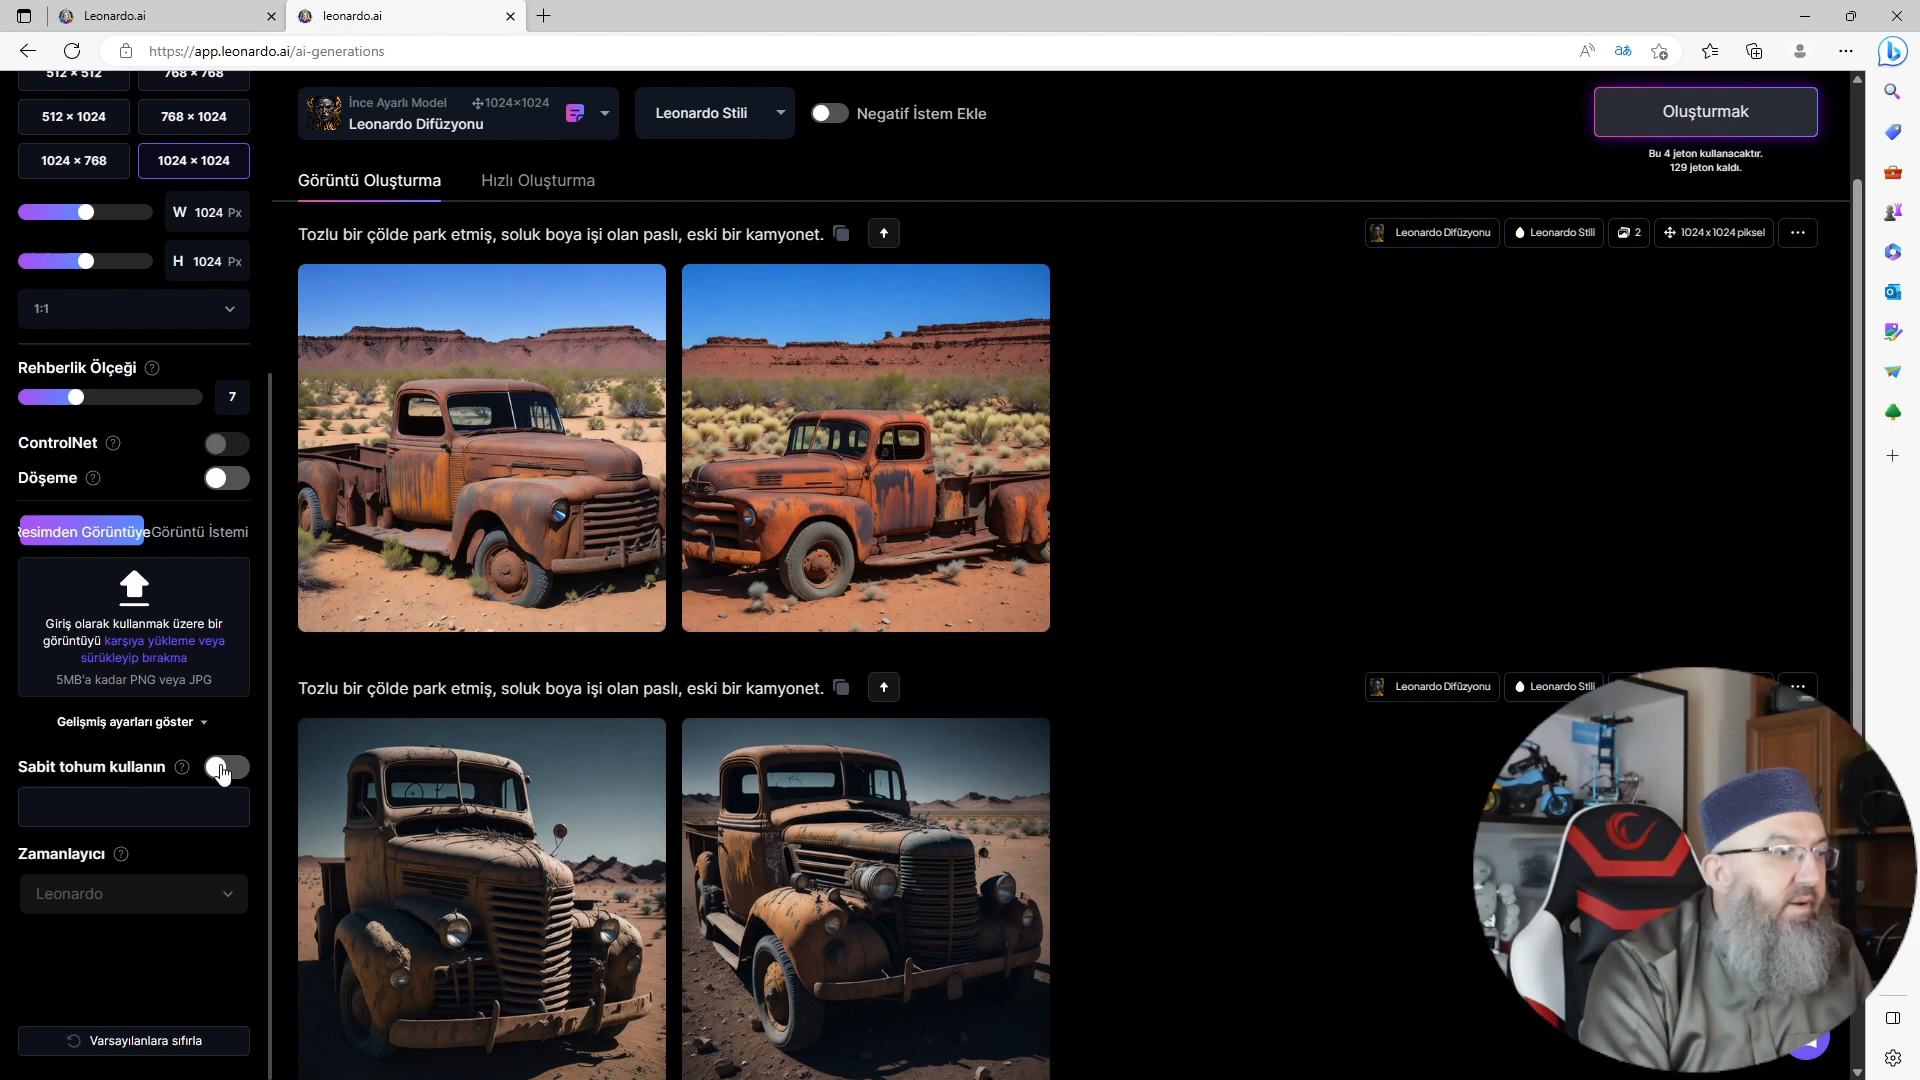 Leonardo.ai
leonardo.ai
https://app.leonardo.ai/ai-generations
512 × 512
768 × 768
512 × 1024
768 × 1024
1024 × 768
1024 × 1024
W 1024 Px
H 1024 Px
1:1
Rehberlik Ölçeği
7
ControlNet
Döşeme
Resimden Görüntüye
Görüntü İstemi
Giriş olarak kullanmak üzere bir
görüntüyü karşıya yükleme veya
sürükleyip bırakma
5MB'a kadar PNG veya JPG
Gelişmiş ayarları göster
Sabit tohum kullanın
Zamanlayıcı
Leonardo
Varsayılanlara sıfırla
İnce Ayarlı Model
1024×1024
Leonardo Difüzyonu
Leonardo Stili
Negatif İstem Ekle
Oluşturmak
Bu 4 jeton kullanacaktır.
129 jeton kaldı.
Görüntü Oluşturma
Hızlı Oluşturma
Tozlu bir çölde park etmiş, soluk boya işi olan paslı, eski bir kamyonet.
Leonardo Difüzyonu
Leonardo Stili
2
1024 x 1024 piksel
Tozlu bir çölde park etmiş, soluk boya işi olan paslı, eski bir kamyonet.
Leonardo Difüzyonu
Leonardo Stili